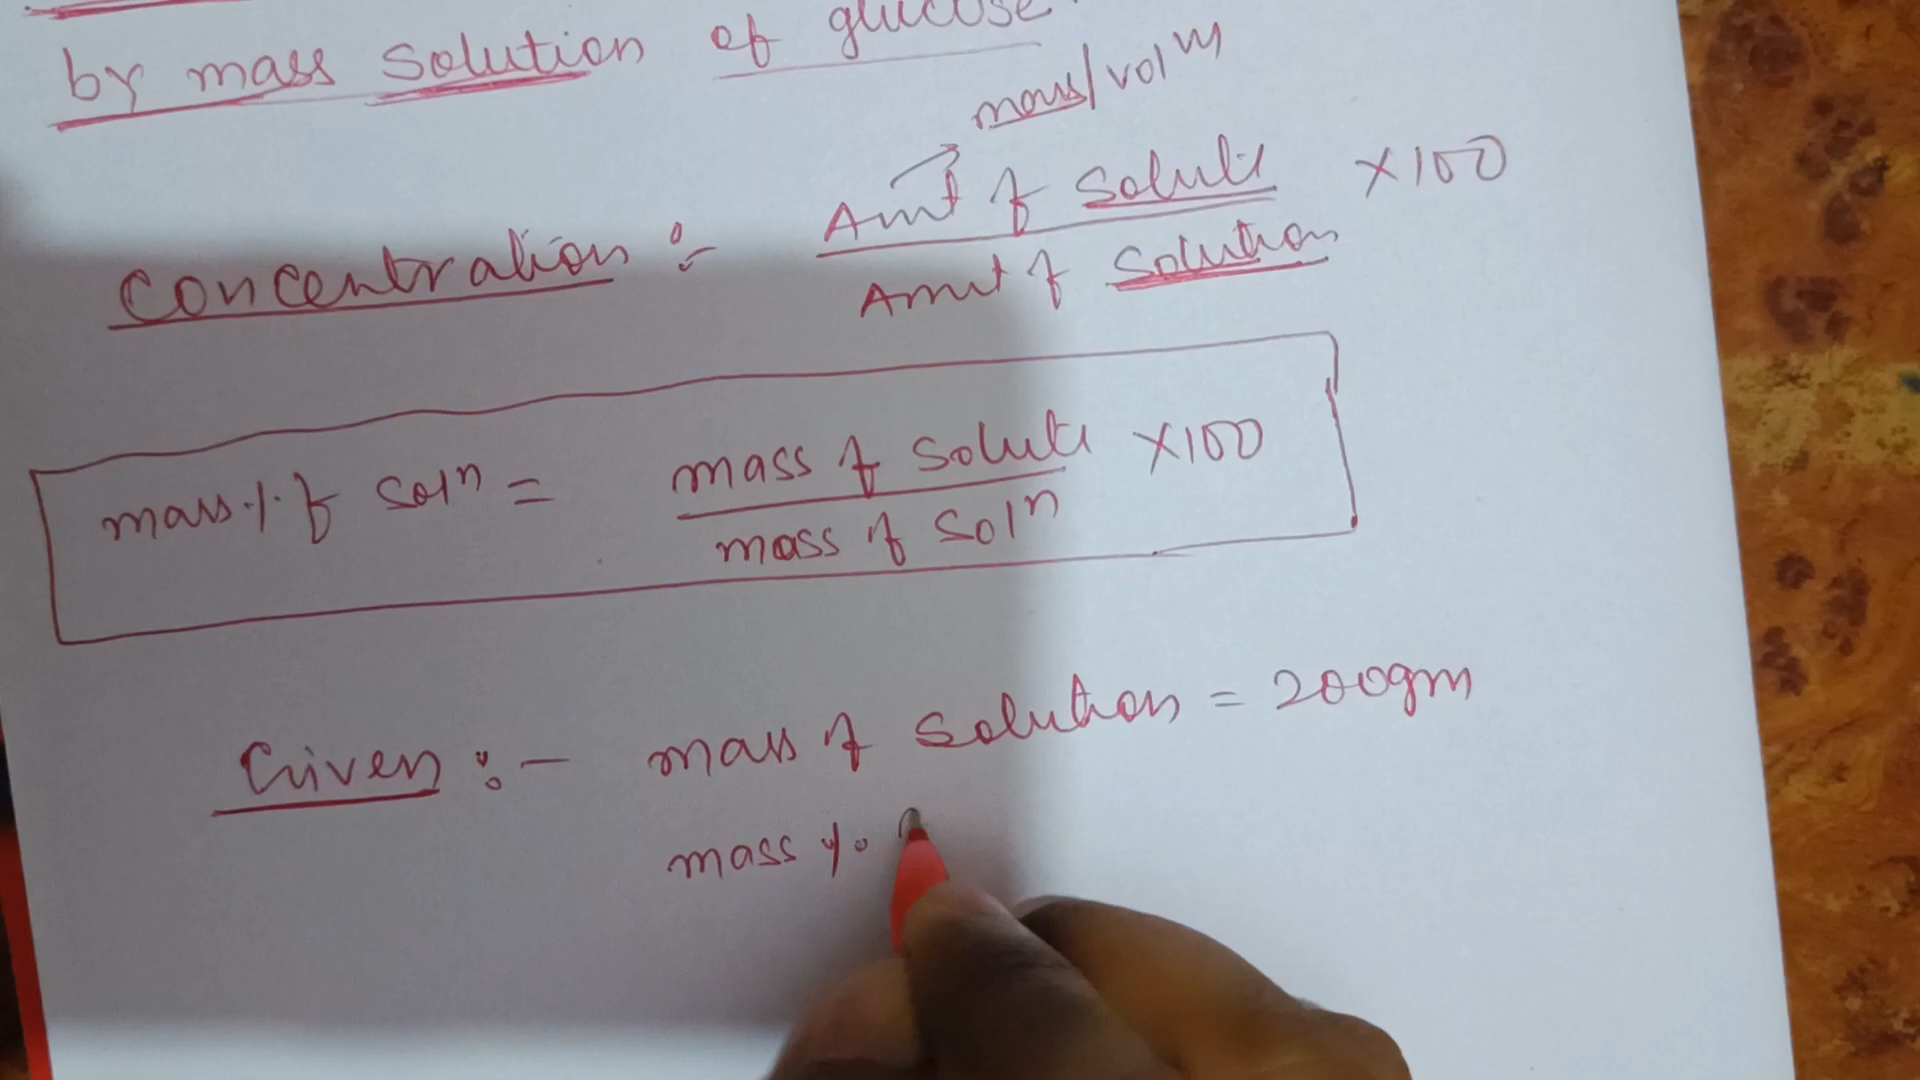 by mass solution of glucose
mass/vol m
Concentration :- Amt of Solute ×100
Amt of Solution
mass % of Solⁿ = mass of Solute ×100
mass of Solⁿ
Given :- mass of Solution = 200gm
mass %